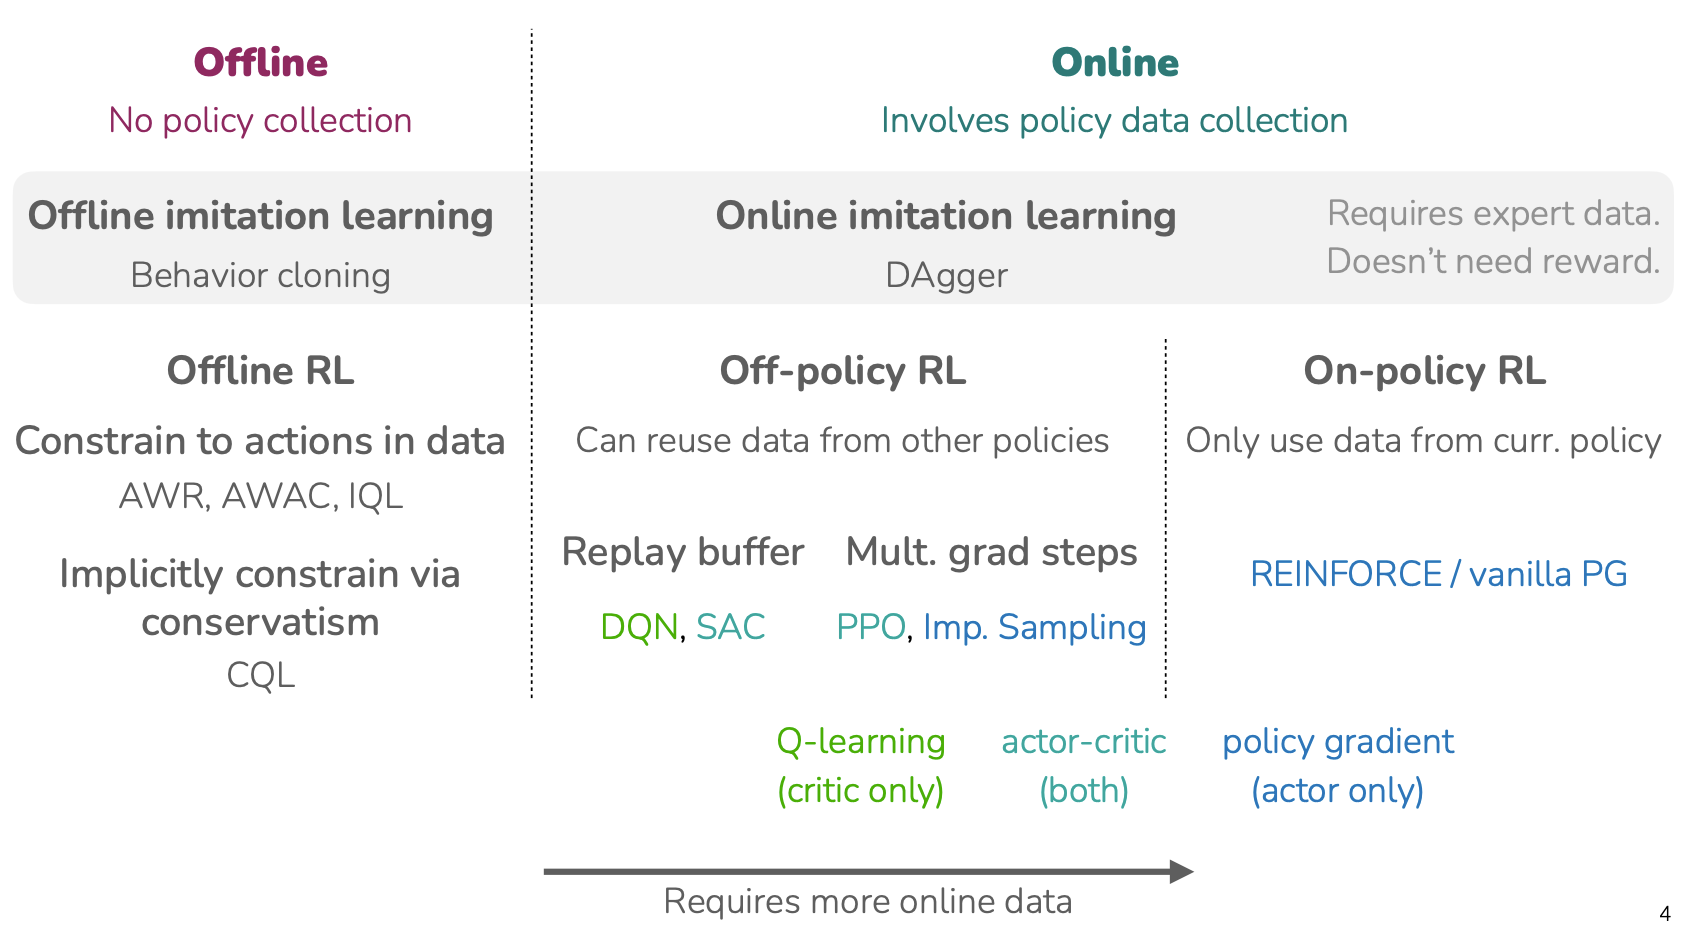 Offline
No policy collection
Online
Involves policy data collection
Offline imitation learning
Behavior cloning
Online imitation learning
DAgger
Requires expert data.
Doesn't need reward.
Offline RL
Constrain to actions in data
AWR, AWAC, IQL
Implicitly constrain via
conservatism
CQL
Off-policy RL
Can reuse data from other policies
Replay buffer
DQN, SAC
Mult. grad steps
PPO, Imp. Sampling
On-policy RL
Only use data from curr. policy
REINFORCE / vanilla PG
Q-learning
(critic only)
actor-critic
(both)
policy gradient
(actor only)
Requires more online data
4